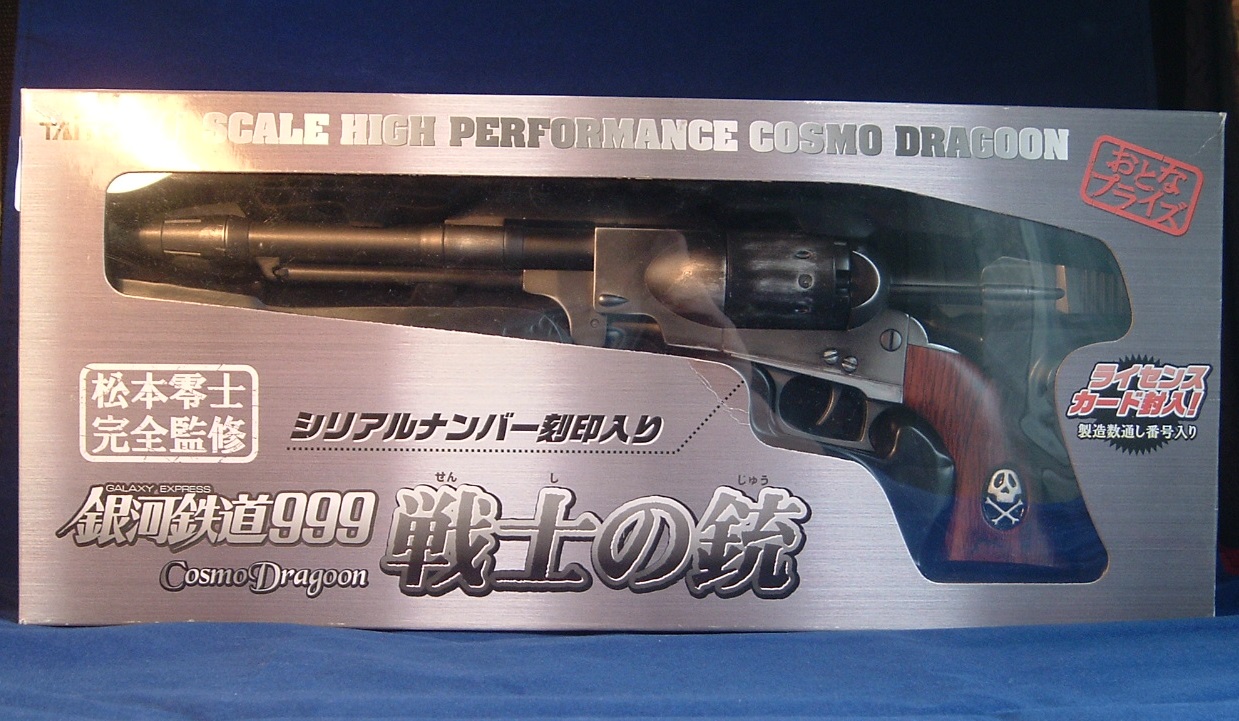 SCALE HIGH PERFORMANCE COSMO DRAGOON
おとな
プライズ
松本零士
完全監修
シリアルナンバー刻印入り
ライセンス
カード封入!
製造数通し番号入り
GALAXY EXPRESS
銀河鉄道999
せん し じゅう
戦士の銃
Cosmo Dragoon